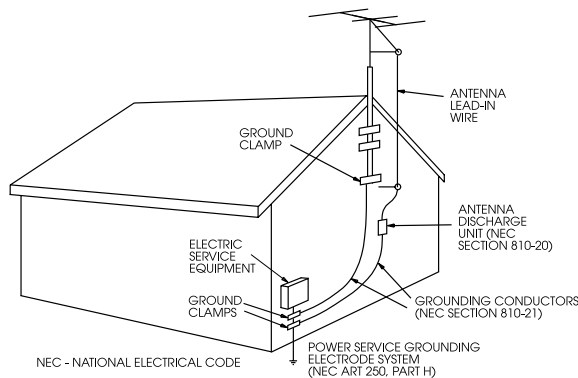 ANTENNA
LEAD-IN
WIRE
GROUND
CLAMP
ANTENNA
DISCHARGE
UNIT (NEC
SECTION 810-20)
ELECTRIC
SERVICE
EQUIPMENT
GROUND
CLAMPS
GROUNDING CONDUCTORS
(NEC SECTION 810-21)
POWER SERVICE GROUNDING
ELECTRODE SYSTEM
(NEC ART 250, PART H)
NEC - NATIONAL ELECTRICAL CODE